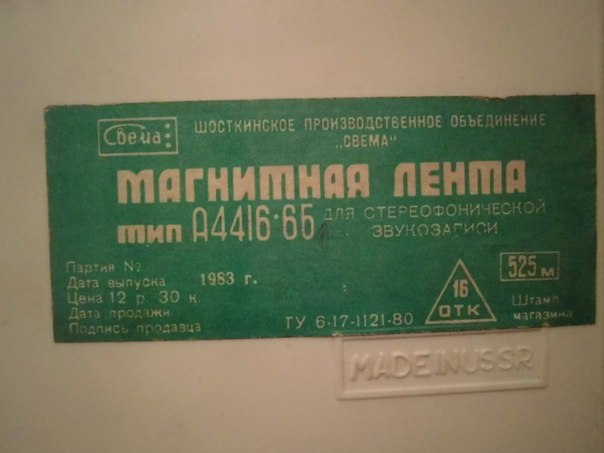 Свема
ШОСТКИНСКОЕ ПРОИЗВОДСТВЕННОЕ ОБЪЕДИНЕНИЕ
„СВЕМА“
МАГНИТНАЯ ЛЕНТА
тип А4416-6Б для СТЕРЕОФОНИЧЕСКОЙ
ЗВУКОЗАПИСИ
Партия №
Дата выпуска 1983 г.
Цена 12 р. 30 к.
Дата продажи
Подпись продавца
ТУ 6-17-1121-80
16
ОТК
525 м
Штамп
магазина
MADE IN USSR